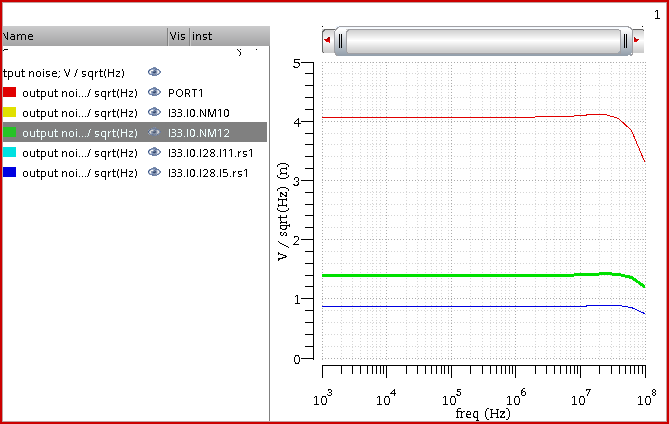 1
Name Vis inst
tput noise; V / sqrt(Hz)
output noi.../ sqrt(Hz) PORT1
output noi.../ sqrt(Hz) I33.I0.NM10
output noi.../ sqrt(Hz) I33.I0.NM12
output noi.../ sqrt(Hz) I33.I0.I28.I11.rs1
output noi.../ sqrt(Hz) I33.I0.I28.I5.rs1
5
4
3
2
1
0
V / sqrt(Hz) (n)
10^3 10^4 10^5 10^6 10^7 10^8
freq (Hz)